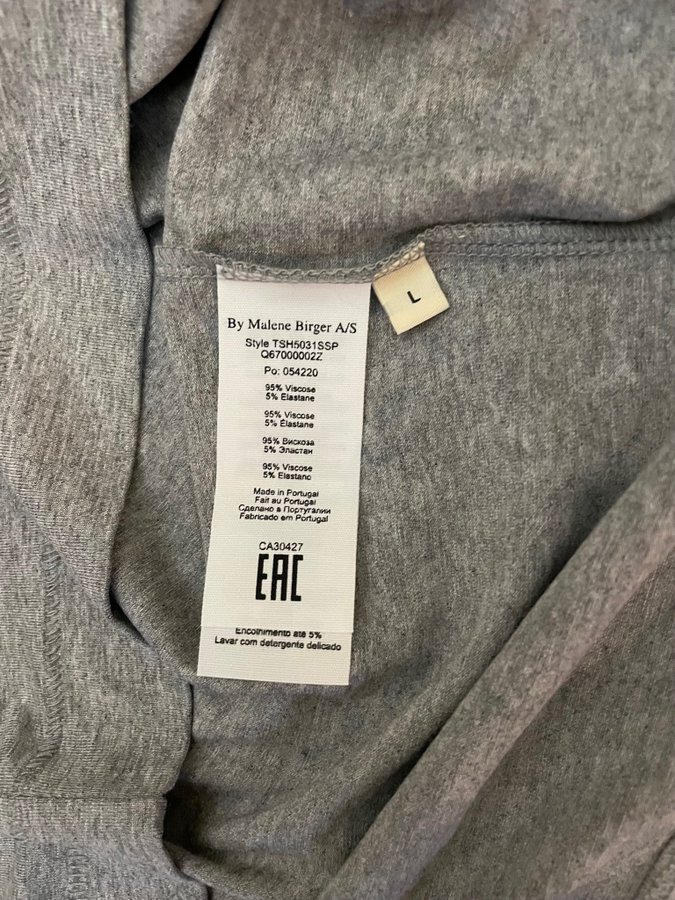 By Malene Birger A/S
Style TSH5031SSP
Q67000002Z
Po: 054220
95% Viscose
5% Elastane
95% Viscose
5% Élastane
95% Вискоза
5% Эластан
95% Viscose
5% Elastano
Made in Portugal
Fait au Portugal
Сделано в Португалии
Fabricado em Portugal
CA30427
EAC
Encolhimento até 5%
Lavar com detergente delicado
L